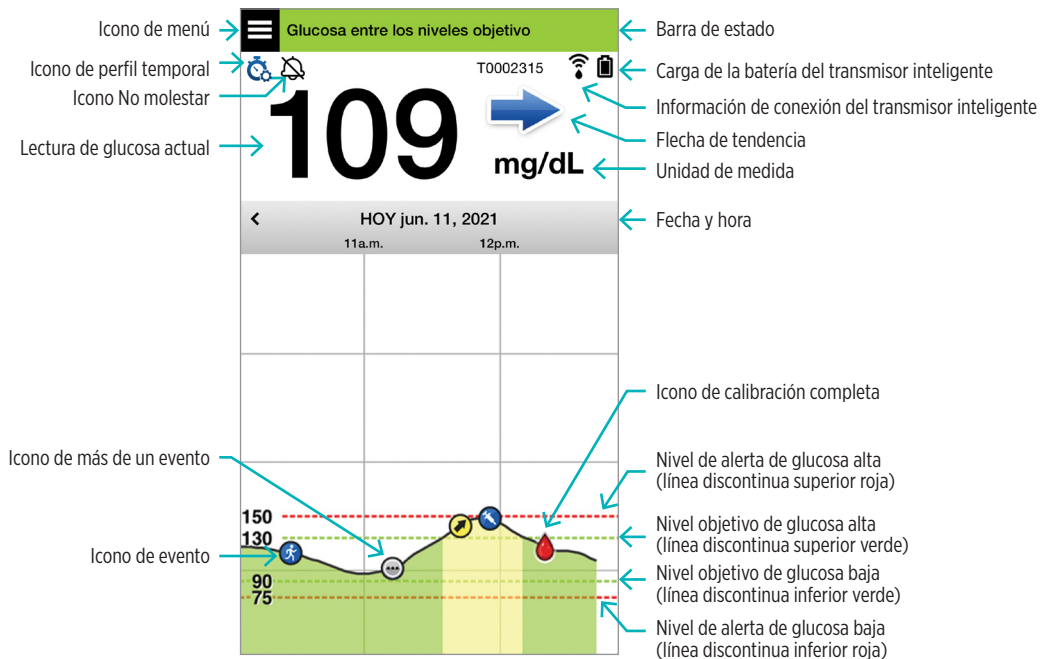 Icono de menú
Glucosa entre los niveles objetivo
Barra de estado
Icono de perfil temporal
T0002315
Carga de la batería del transmisor inteligente
Icono No molestar
Información de conexión del transmisor inteligente
109
Flecha de tendencia
Lectura de glucosa actual
mg/dL
Unidad de medida
HOY jun. 11, 2021
Fecha y hora
11a.m.
12p.m.
Icono de calibración completa
Icono de más de un evento
Nivel de alerta de glucosa alta
(línea discontinua superior roja)
150
130
Nivel objetivo de glucosa alta
(línea discontinua superior verde)
Icono de evento
90
75
Nivel objetivo de glucosa baja
(línea discontinua inferior verde)
Nivel de alerta de glucosa baja
(línea discontinua inferior roja)